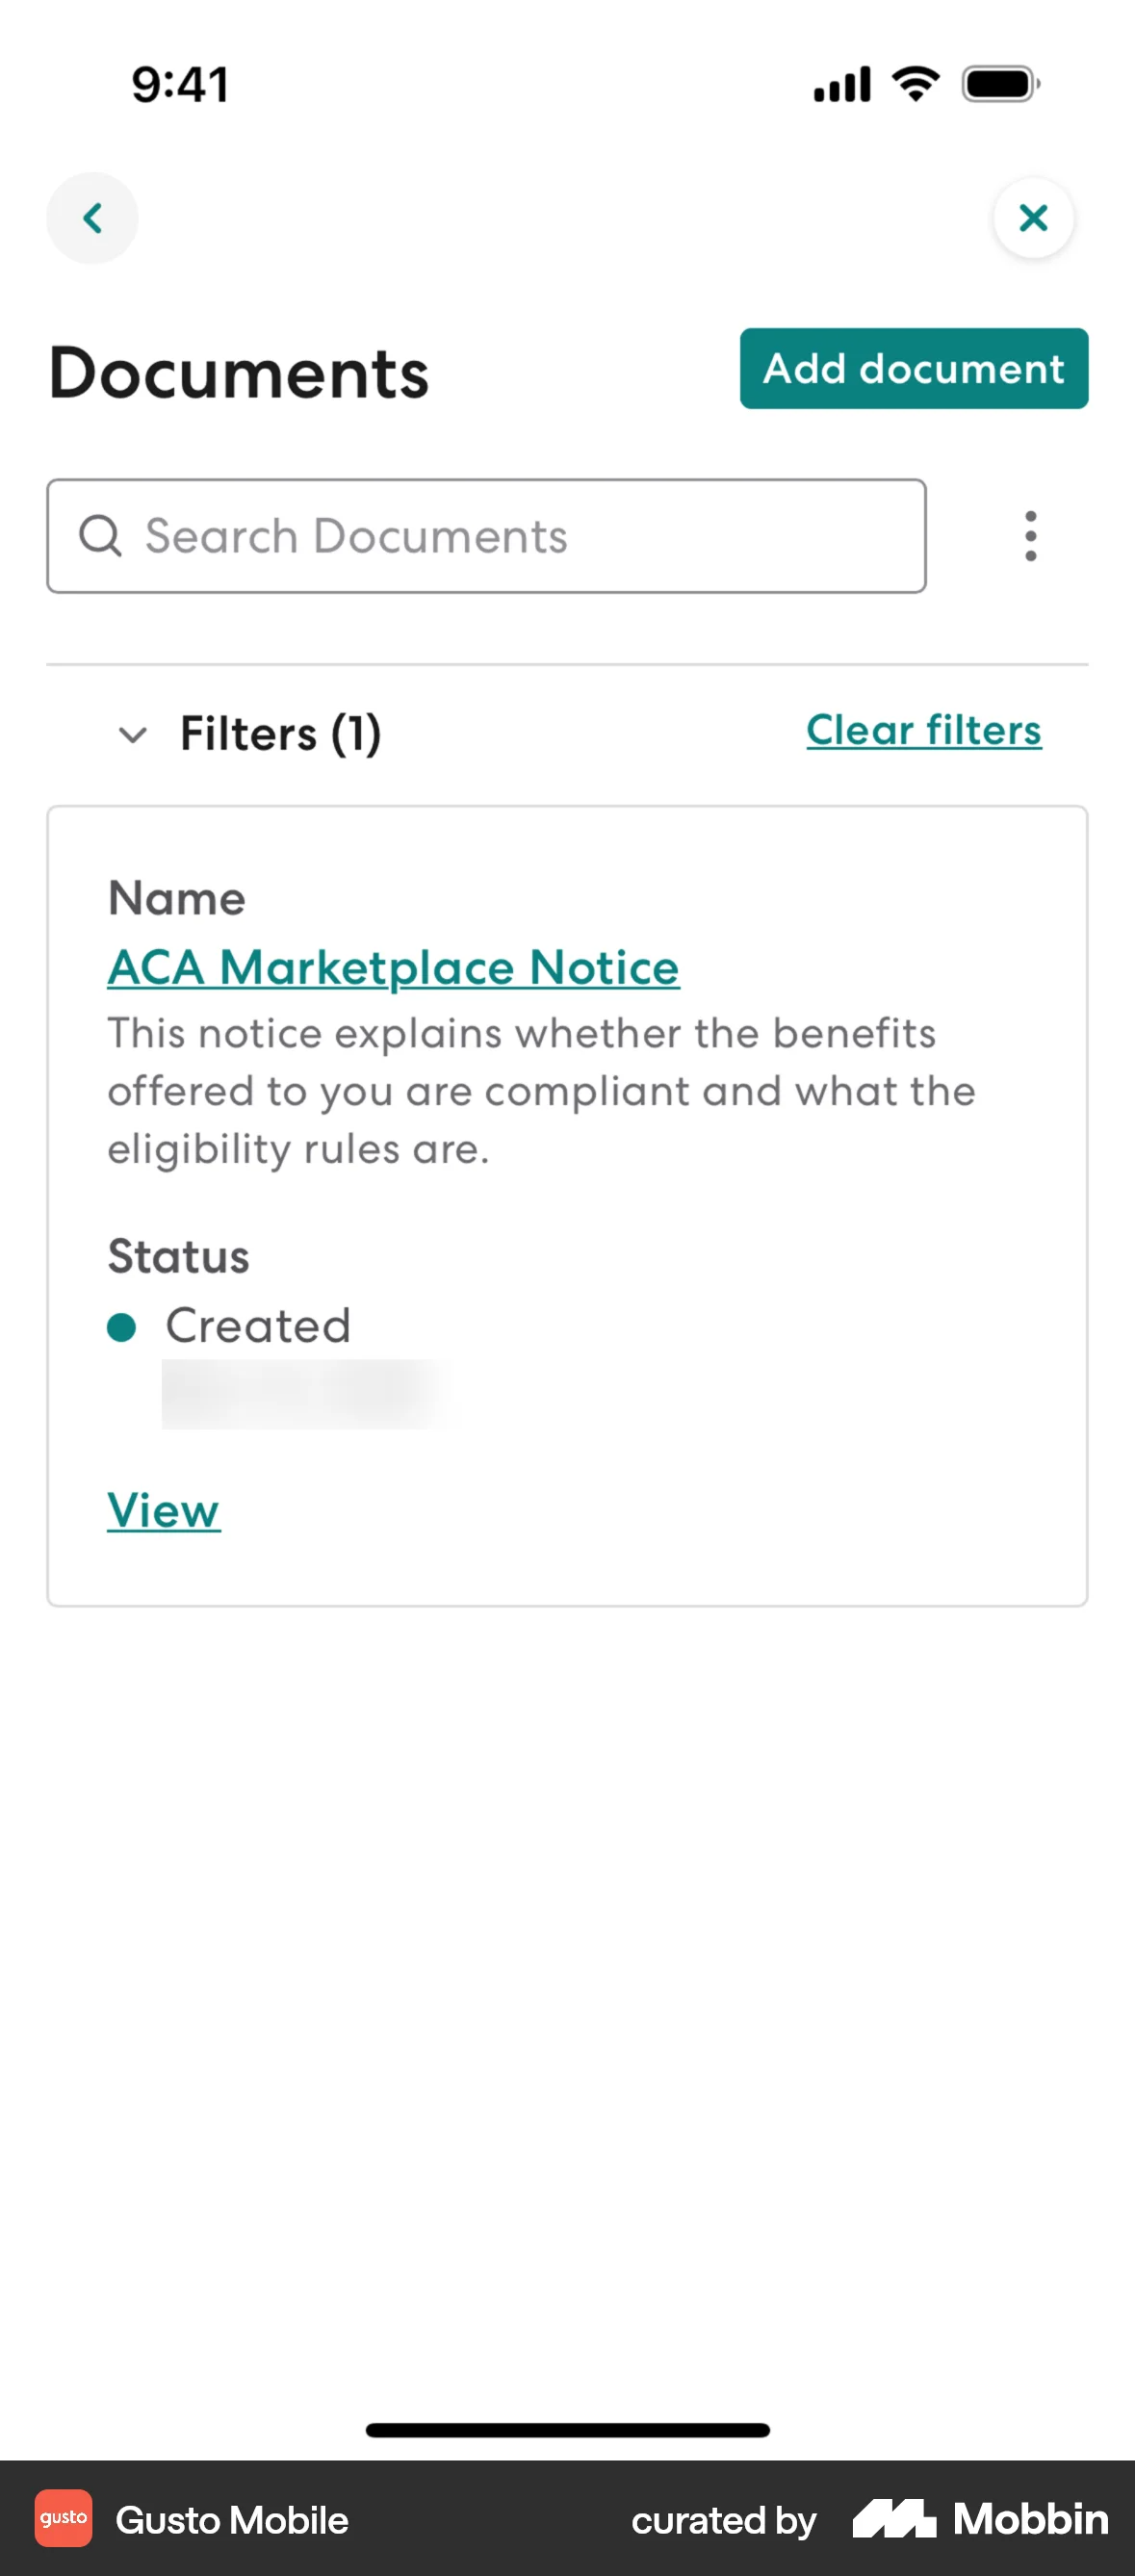 9:41
Documents
Add document
Search Documents
Filters (1)
Clear filters
Name
ACA Marketplace Notice
This notice explains whether the benefits
offered to you are compliant and what the
eligibility rules are.
Status
Created
View
gusto
Gusto Mobile
curated by
Mobbin